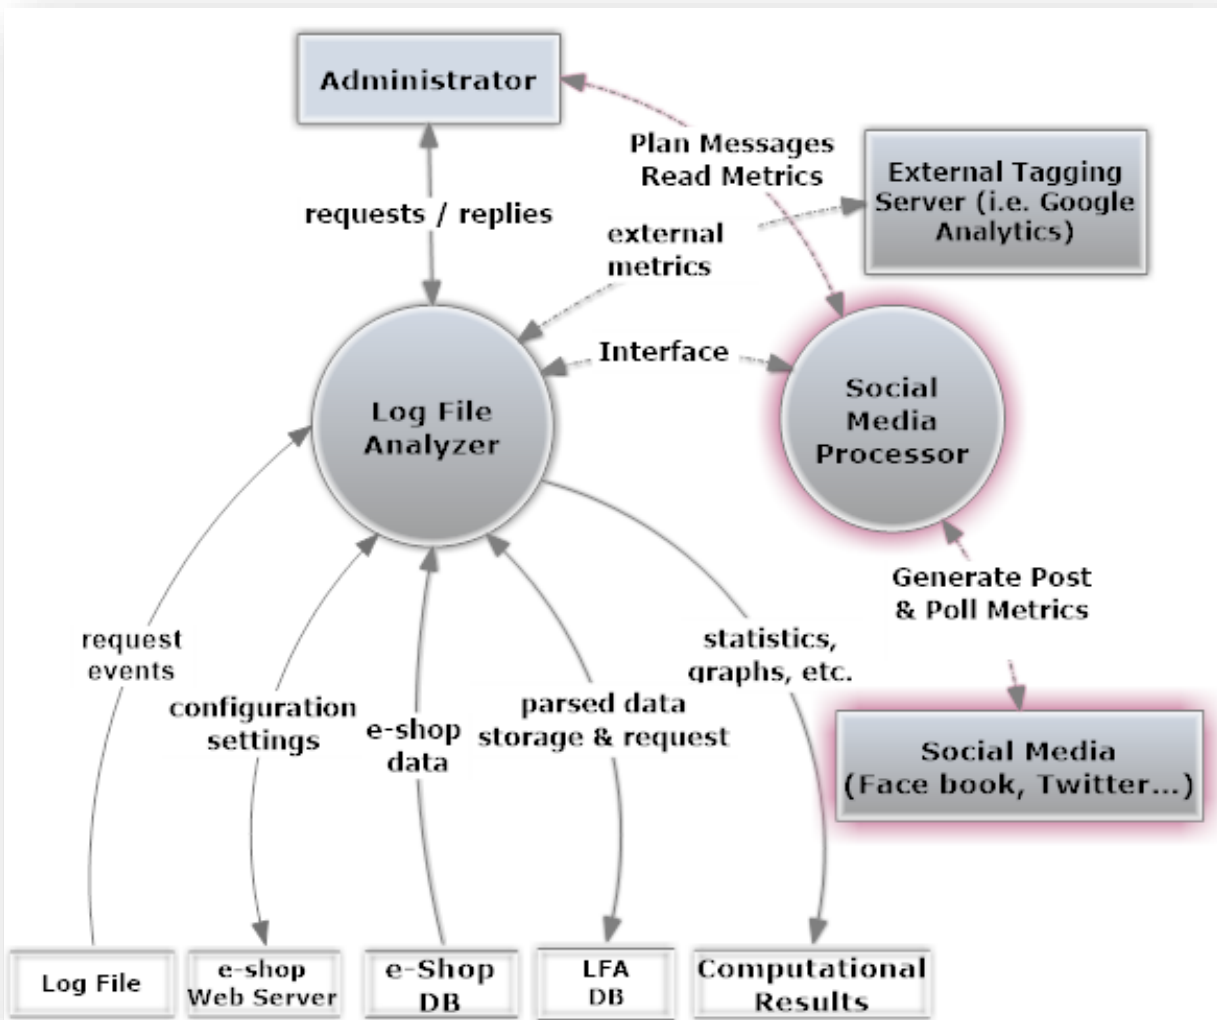 Administrator
Plan Messages
Read Metrics
External Tagging
Server (i.e. Google
Analytics)
requests / replies
external
metrics
Interface
Log File
Analyzer
Social
Media
Processor
Generate Post
& Poll Metrics
request
events
statistics,
graphs, etc.
configuration
settings
e-shop
data
parsed data
storage & request
Social Media
(Face book, Twitter...)
Log File
e-shop
Web Server
e-Shop
DB
LFA
DB
Computational
Results